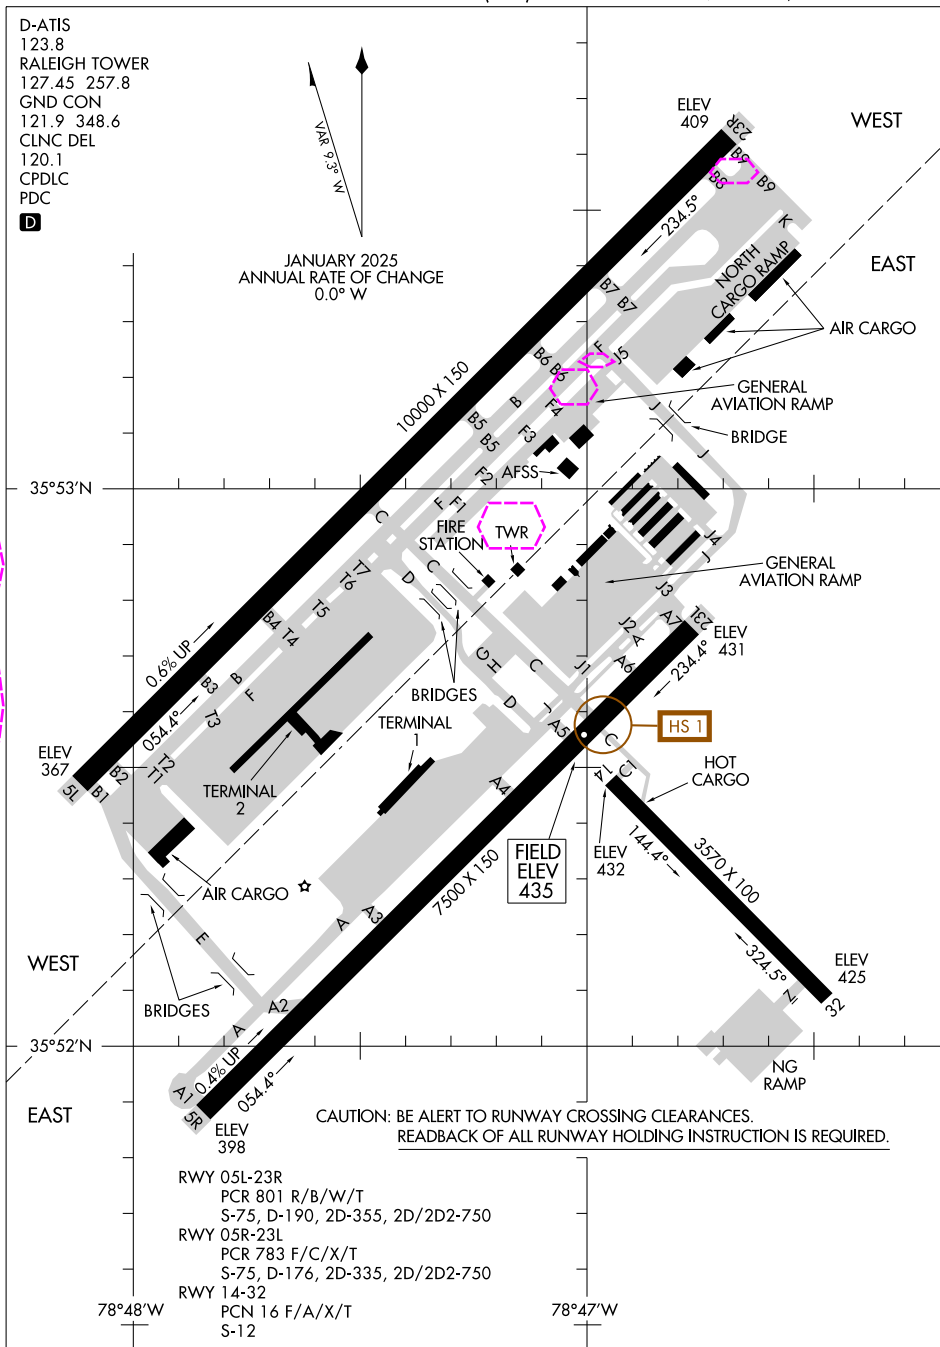 D-ATIS
123.8
RALEIGH TOWER
127.45 257.8
GND CON
121.9 348.6
CLNC DEL
120.1
CPDLC
PDC
D
VAR 9.3° W
JANUARY 2025
ANNUAL RATE OF CHANGE
0.0° W
ELEV
409
23R
WEST
EAST
B9
B8
B9
K
234.5°
NORTH
CARGO RAMP
AIR CARGO
B7
B7
F
J5
B6
B6
GENERAL
AVIATION RAMP
10000 X 150
B
F4
J
BRIDGE
B5
B5
F3
J
AFSS
F2
35°53'N
F
F1
C
FIRE
STATION
TWR
J4
J
GENERAL
AVIATION RAMP
T7
T6
D
C
J3
T5
B4
T4
J2
A
A7
23L
ELEV
431
0.6% UP
G
H
C
J1
A6
234.4°
B3
B
F
BRIDGES
D
T3
054.4°
J
A5
HS 1
C
ELEV
367
T2
T1
TERMINAL
1
B2
5L
B1
TERMINAL
2
A4
14
C1
HOT
CARGO
FIELD
ELEV
435
ELEV
432
144.4°
3570 X 100
7500 X 150
AIR CARGO
A3
A
E
WEST
324.5°
ELEV
425
BRIDGES
A2
Z
32
A
35°52'N
0.4% UP
NG
RAMP
A1
054.4°
EAST
5R
ELEV
398
CAUTION: BE ALERT TO RUNWAY CROSSING CLEARANCES.
READBACK OF ALL RUNWAY HOLDING INSTRUCTION IS REQUIRED.
RWY 05L-23R
PCR 801 R/B/W/T
S-75, D-190, 2D-355, 2D/2D2-750
RWY 05R-23L
PCR 783 F/C/X/T
S-75, D-176, 2D-335, 2D/2D2-750
RWY 14-32
PCN 16 F/A/X/T
S-12
78°48'W
78°47'W